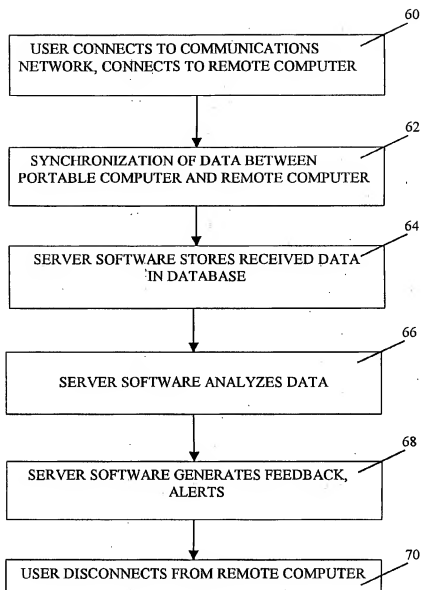 60
USER CONNECTS TO COMMUNICATIONS
NETWORK, CONNECTS TO REMOTE COMPUTER
62
SYNCHRONIZATION OF DATA BETWEEN
PORTABLE COMPUTER AND REMOTE COMPUTER
64
SERVER SOFTWARE STORES RECEIVED DATA
IN DATABASE
66
SERVER SOFTWARE ANALYZES DATA
68
SERVER SOFTWARE GENERATES FEEDBACK,
ALERTS
70
USER DISCONNECTS FROM REMOTE COMPUTER